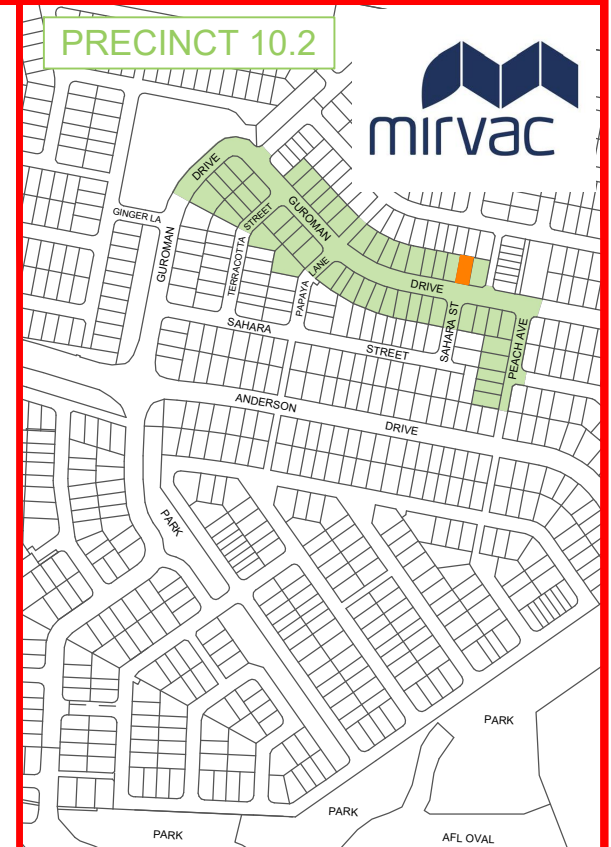 PRECINCT 10.2
mirvac
DRIVE
GINGER LA
GUROMAN
STREET
TERRACOTTA
GUROMAN
PAPAYA
LANE
DRIVE
SAHARA
STREET
SAHARA ST
PEACH AVE
ANDERSON
DRIVE
PARK
PARK
PARK
PARK
AFL OVAL